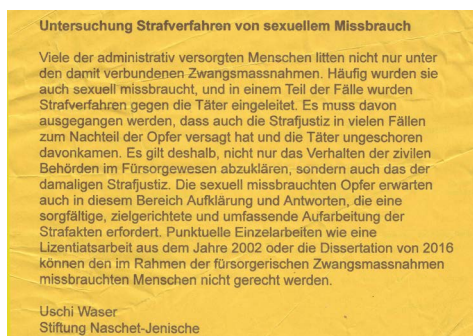 Untersuchung Strafverfahren von sexuellem Missbrauch
Viele der administrativ versorgten Menschen litten nicht nur unter
den damit verbundenen Zwangsmassnahmen. Häufig wurden sie
auch sexuell missbraucht, und in einem Teil der Fälle wurden
Strafverfahren gegen die Täter eingeleitet. Es muss davon
ausgegangen werden, dass auch die Strafjustiz in vielen Fällen
zum Nachteil der Opfer versagt hat und die Täter ungeschoren
davonkamen. Es gilt deshalb, nicht nur das Verhalten der zivilen
Behörden im Fürsorgewesen abzuklären, sondern auch das der
damaligen Strafjustiz. Die sexuell missbrauchten Opfer erwarten
auch in diesem Bereich Aufklärung und Antworten, die eine
sorgfältige, zielgerichtete und umfassende Aufarbeitung der
Strafakten erfordert. Punktuelle Einzelarbeiten wie eine
Lizentiatsarbeit aus dem Jahre 2002 oder die Dissertation von 2016
können den im Rahmen der fürsorgerischen Zwangsmassnahmen
missbrauchten Menschen nicht gerecht werden.
Uschi Waser
Stiftung Naschet-Jenische